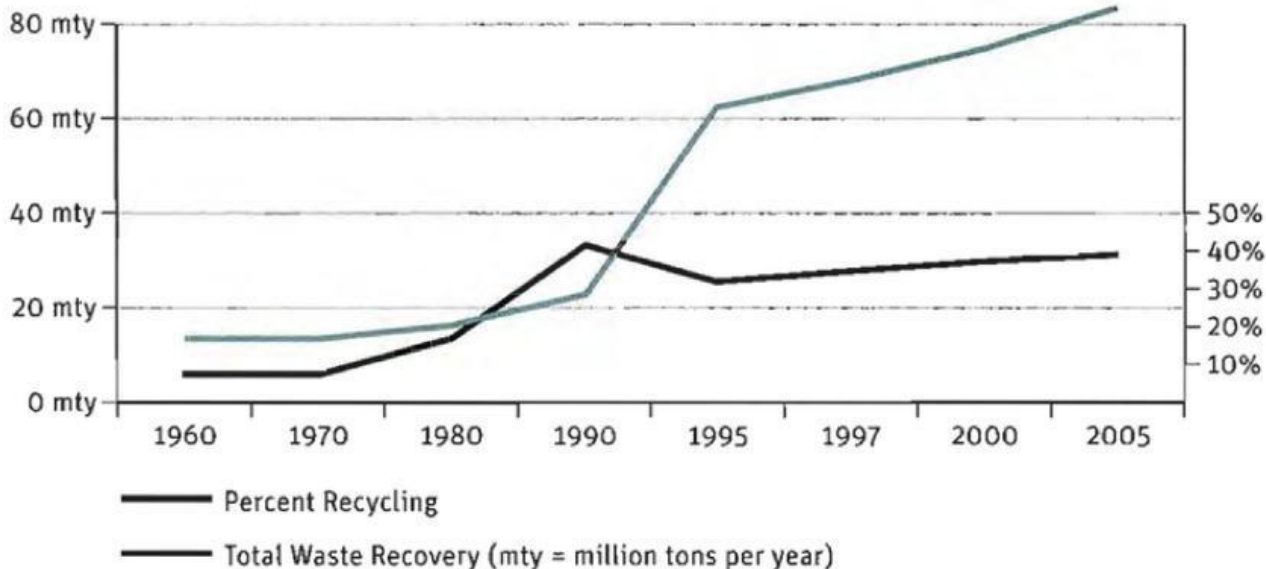 80 mty
60 mty
40 mty
20 mty
0 mty
50%
40%
30%
20%
10%
1960 1970 1980 1990 1995 1997 2000 2005
Percent Recycling
Total Waste Recovery (mty = million tons per year)